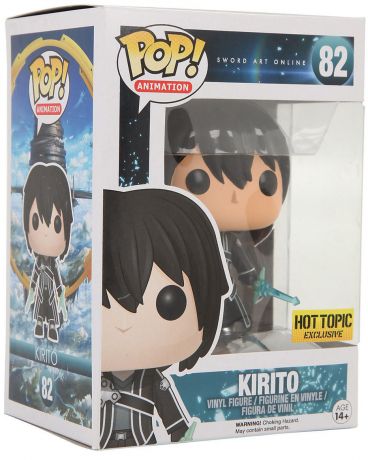 POP!
ANIMATION
KIRITO
82
POP!
ANIMATION
SWORD ART ONLINE
82
HOT TOPIC
EXCLUSIVE
KIRITO
VINYL FIGURE / FIGURINE EN VINYLE /
FIGURA DE VINIL
WARNING: CHOKING HAZARD.
May contain small parts.
AGE
14+